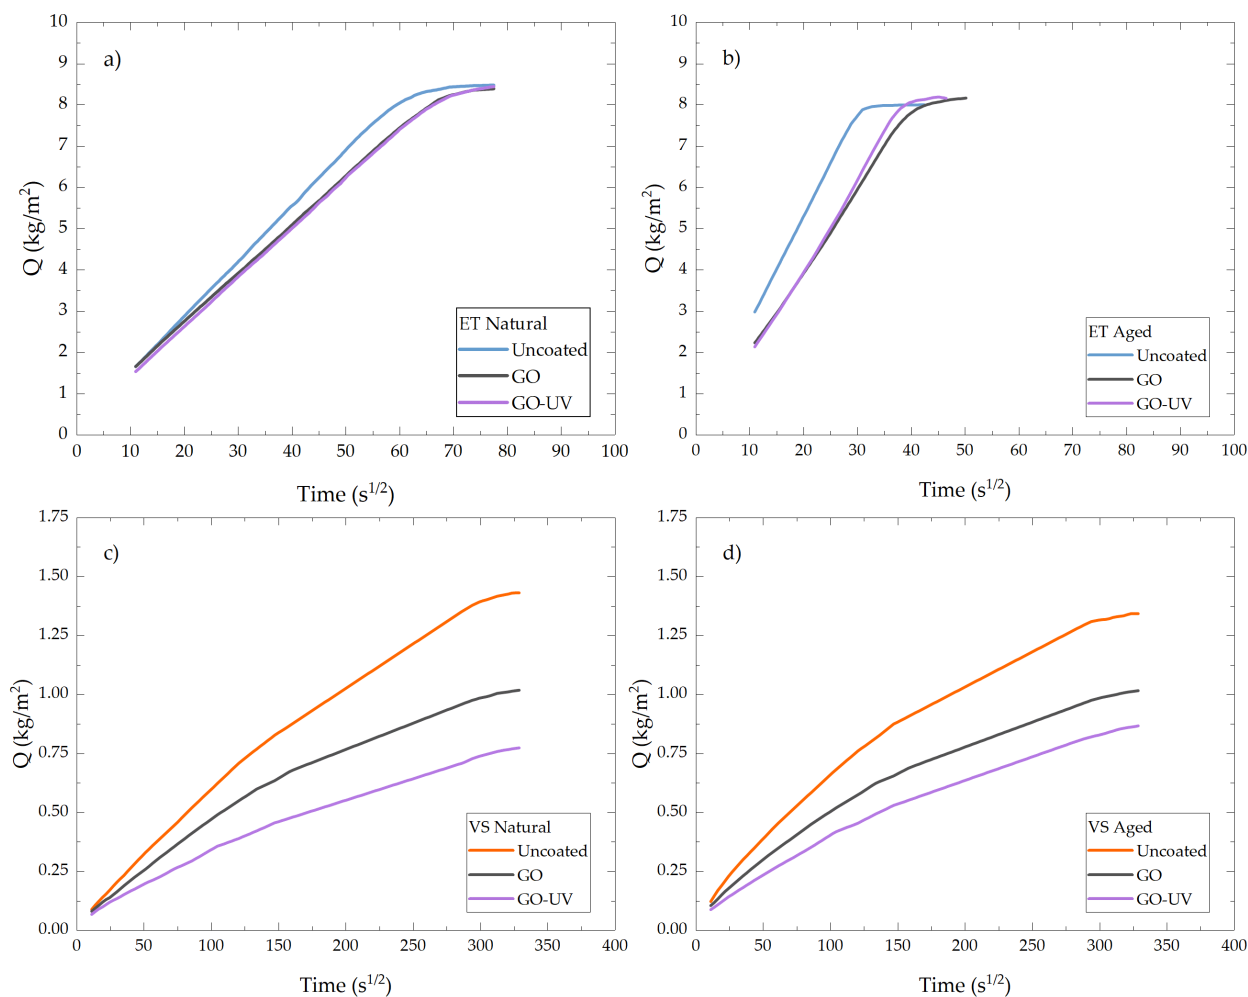 a)
10
9
8
7
6
5
4
3
2
1
0
Q (kg/m²)
ET Natural
Uncoated
GO
GO-UV
0 10 20 30 40 50 60 70 80 90 100
Time (s^1/2)
b)
10
9
8
7
6
5
4
3
2
1
0
Q (kg/m²)
ET Aged
Uncoated
GO
GO-UV
0 10 20 30 40 50 60 70 80 90 100
Time (s^1/2)
c)
1.75
1.50
1.25
1.00
0.75
0.50
0.25
0.00
Q (kg/m²)
VS Natural
Uncoated
GO
GO-UV
0 50 100 150 200 250 300 350 400
Time (s^1/2)
d)
1.75
1.50
1.25
1.00
0.75
0.50
0.25
0.00
Q (kg/m²)
VS Aged
Uncoated
GO
GO-UV
0 50 100 150 200 250 300 350 400
Time (s^1/2)